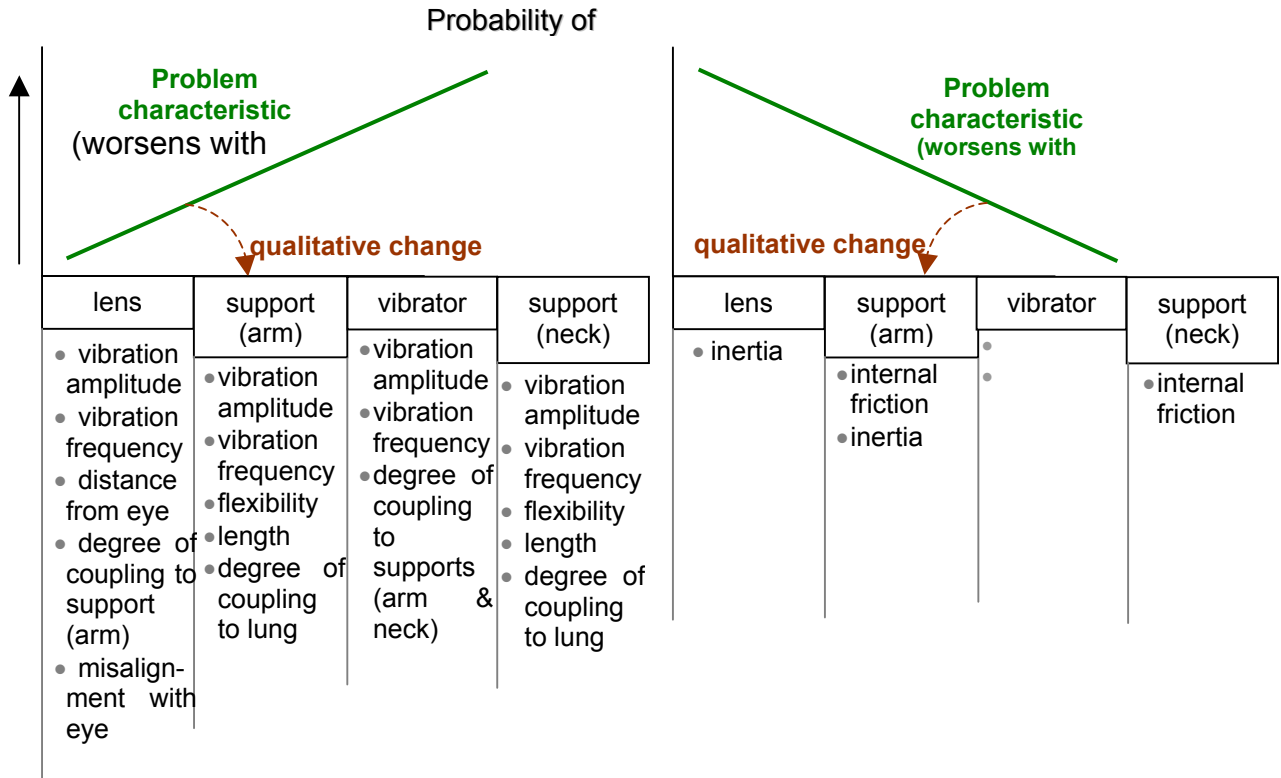 Probability of
Problem
characteristic
(worsens with
qualitative change
lens
• vibration
amplitude
• vibration
frequency
• distance
from eye
• degree of
coupling to
support
(arm)
• misalign-
ment with
eye
support
(arm)
• vibration
amplitude
• vibration
frequency
• flexibility
• length
• degree of
coupling
to lung
vibrator
• vibration
amplitude
• vibration
frequency
• degree of
coupling
to
supports
(arm &
neck)
support
(neck)
• vibration
amplitude
• vibration
frequency
• flexibility
• length
• degree of
coupling
to lung
Problem
characteristic
(worsens with
qualitative change
lens
• inertia
support
(arm)
• internal
friction
• inertia
vibrator
•
•
support
(neck)
• internal
friction